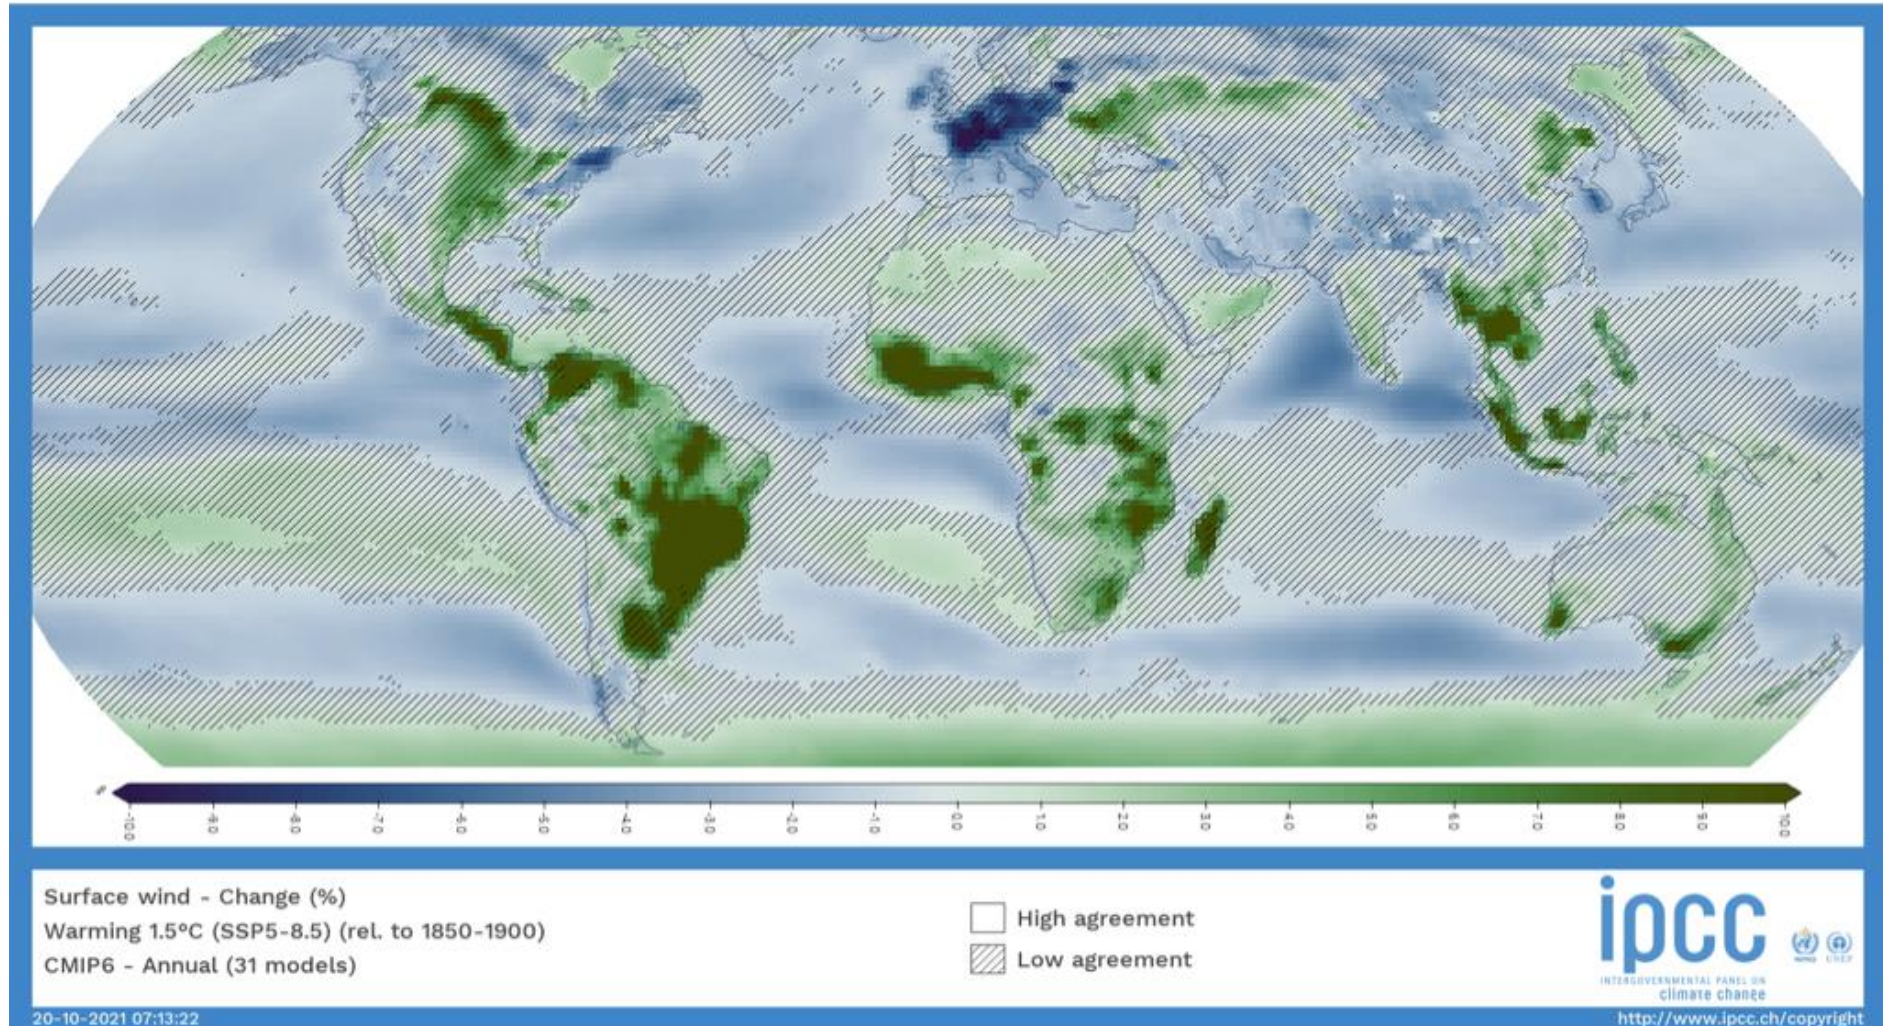 %
-10.0 -9.0 -8.0 -7.0 -6.0 -5.0 -4.0 -3.0 -2.0 -1.0 0.0 1.0 2.0 3.0 4.0 5.0 6.0 7.0 8.0 9.0 10.0
Surface wind - Change (%)
Warming 1.5°C (SSP5-8.5) (rel. to 1850-1900)
CMIP6 - Annual (31 models)
High agreement
Low agreement
ipcc
INTERGOVERNMENTAL PANEL ON
climate change
WMO UNEP
20-10-2021 07:13:22
http://www.ipcc.ch/copyright